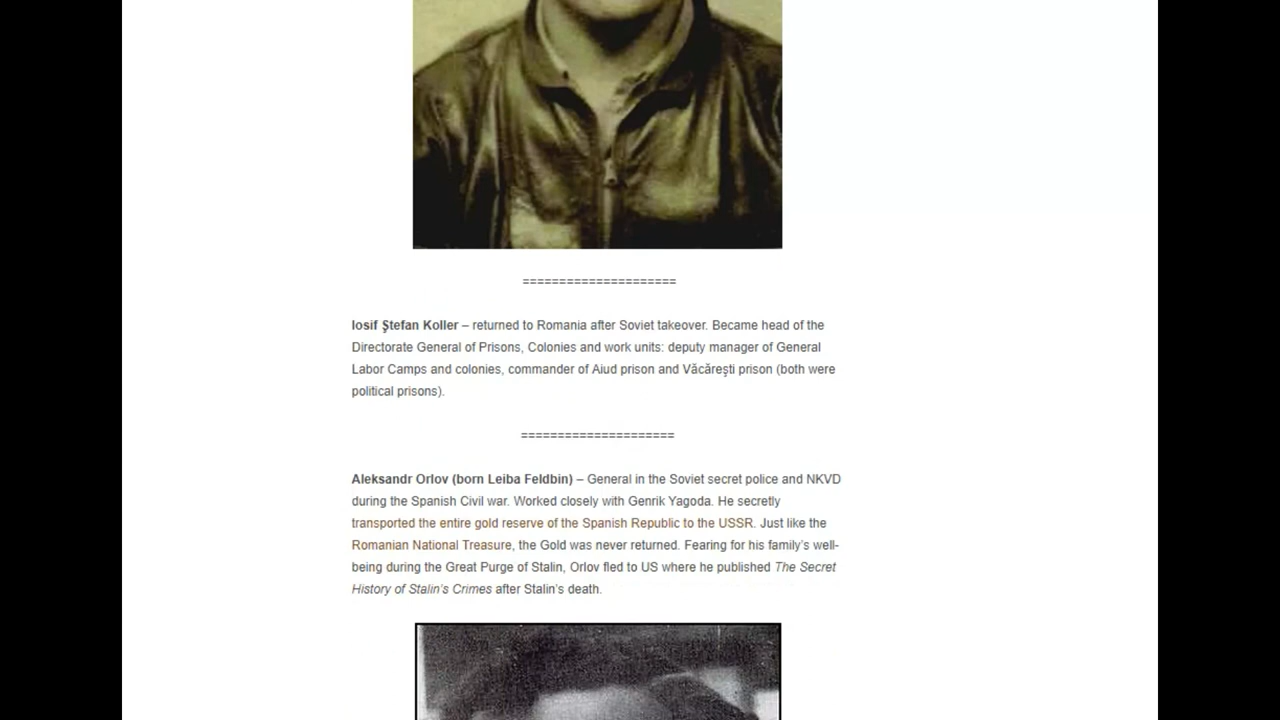 =====================
Iosif Ştefan Koller – returned to Romania after Soviet takeover. Became head of the
Directorate General of Prisons, Colonies and work units: deputy manager of General
Labor Camps and colonies, commander of Aiud prison and Văcăreşti prison (both were
political prisons).
=====================
Aleksandr Orlov (born Leiba Feldbin) – General in the Soviet secret police and NKVD
during the Spanish Civil war. Worked closely with Genrik Yagoda. He secretly
transported the entire gold reserve of the Spanish Republic to the USSR. Just like the
Romanian National Treasure, the Gold was never returned. Fearing for his family’s well-
being during the Great Purge of Stalin, Orlov fled to US where he published The Secret
History of Stalin’s Crimes after Stalin’s death.